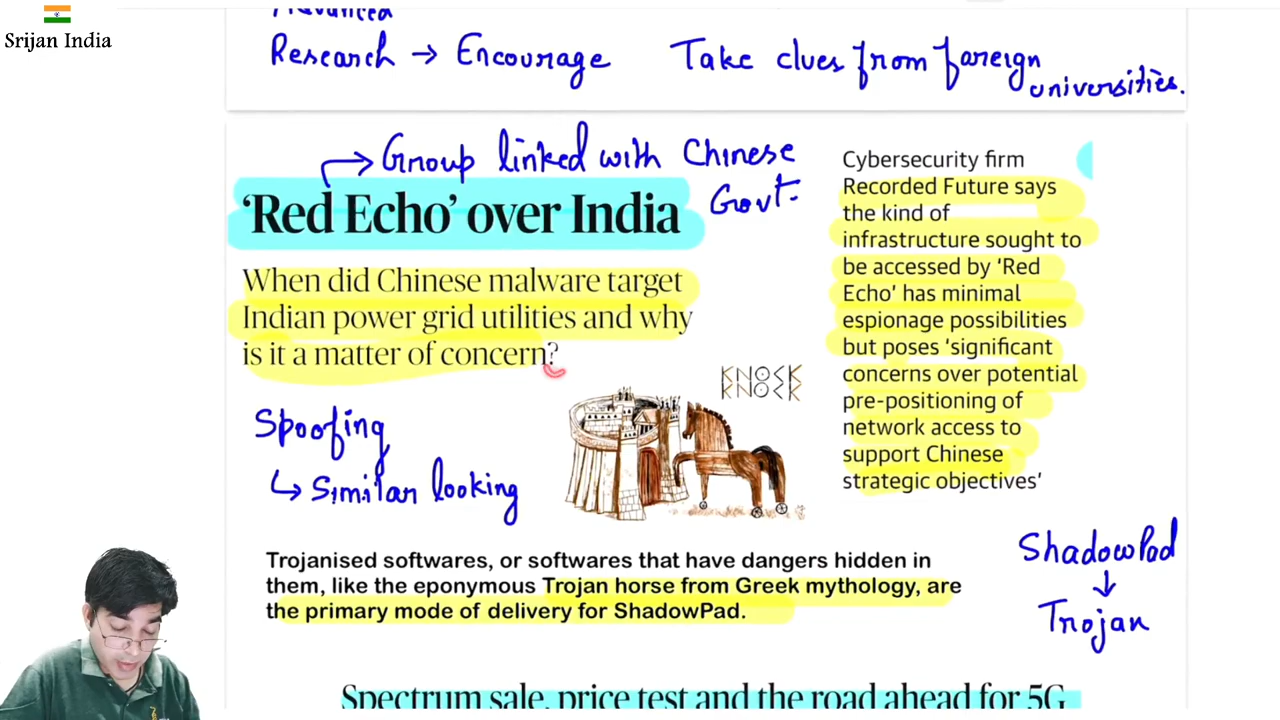 Srijan India
Advanced
Research → Encourage
Take clues from foreign
universities.
→ Group linked with Chinese
Govt.
‘Red Echo’ over India
When did Chinese malware target
Indian power grid utilities and why
is it a matter of concern?
KNOCK
KNOCK
Spoofing
↳ Similar looking
Cybersecurity firm
Recorded Future says
the kind of
infrastructure sought to
be accessed by ‘Red
Echo’ has minimal
espionage possibilities
but poses ‘significant
concerns over potential
pre-positioning of
network access to
support Chinese
strategic objectives’
Trojanised softwares, or softwares that have dangers hidden in
them, like the eponymous Trojan horse from Greek mythology, are
the primary mode of delivery for ShadowPad.
ShadowPad
↓
Trojan
Spectrum sale, price test and the road ahead for 5G